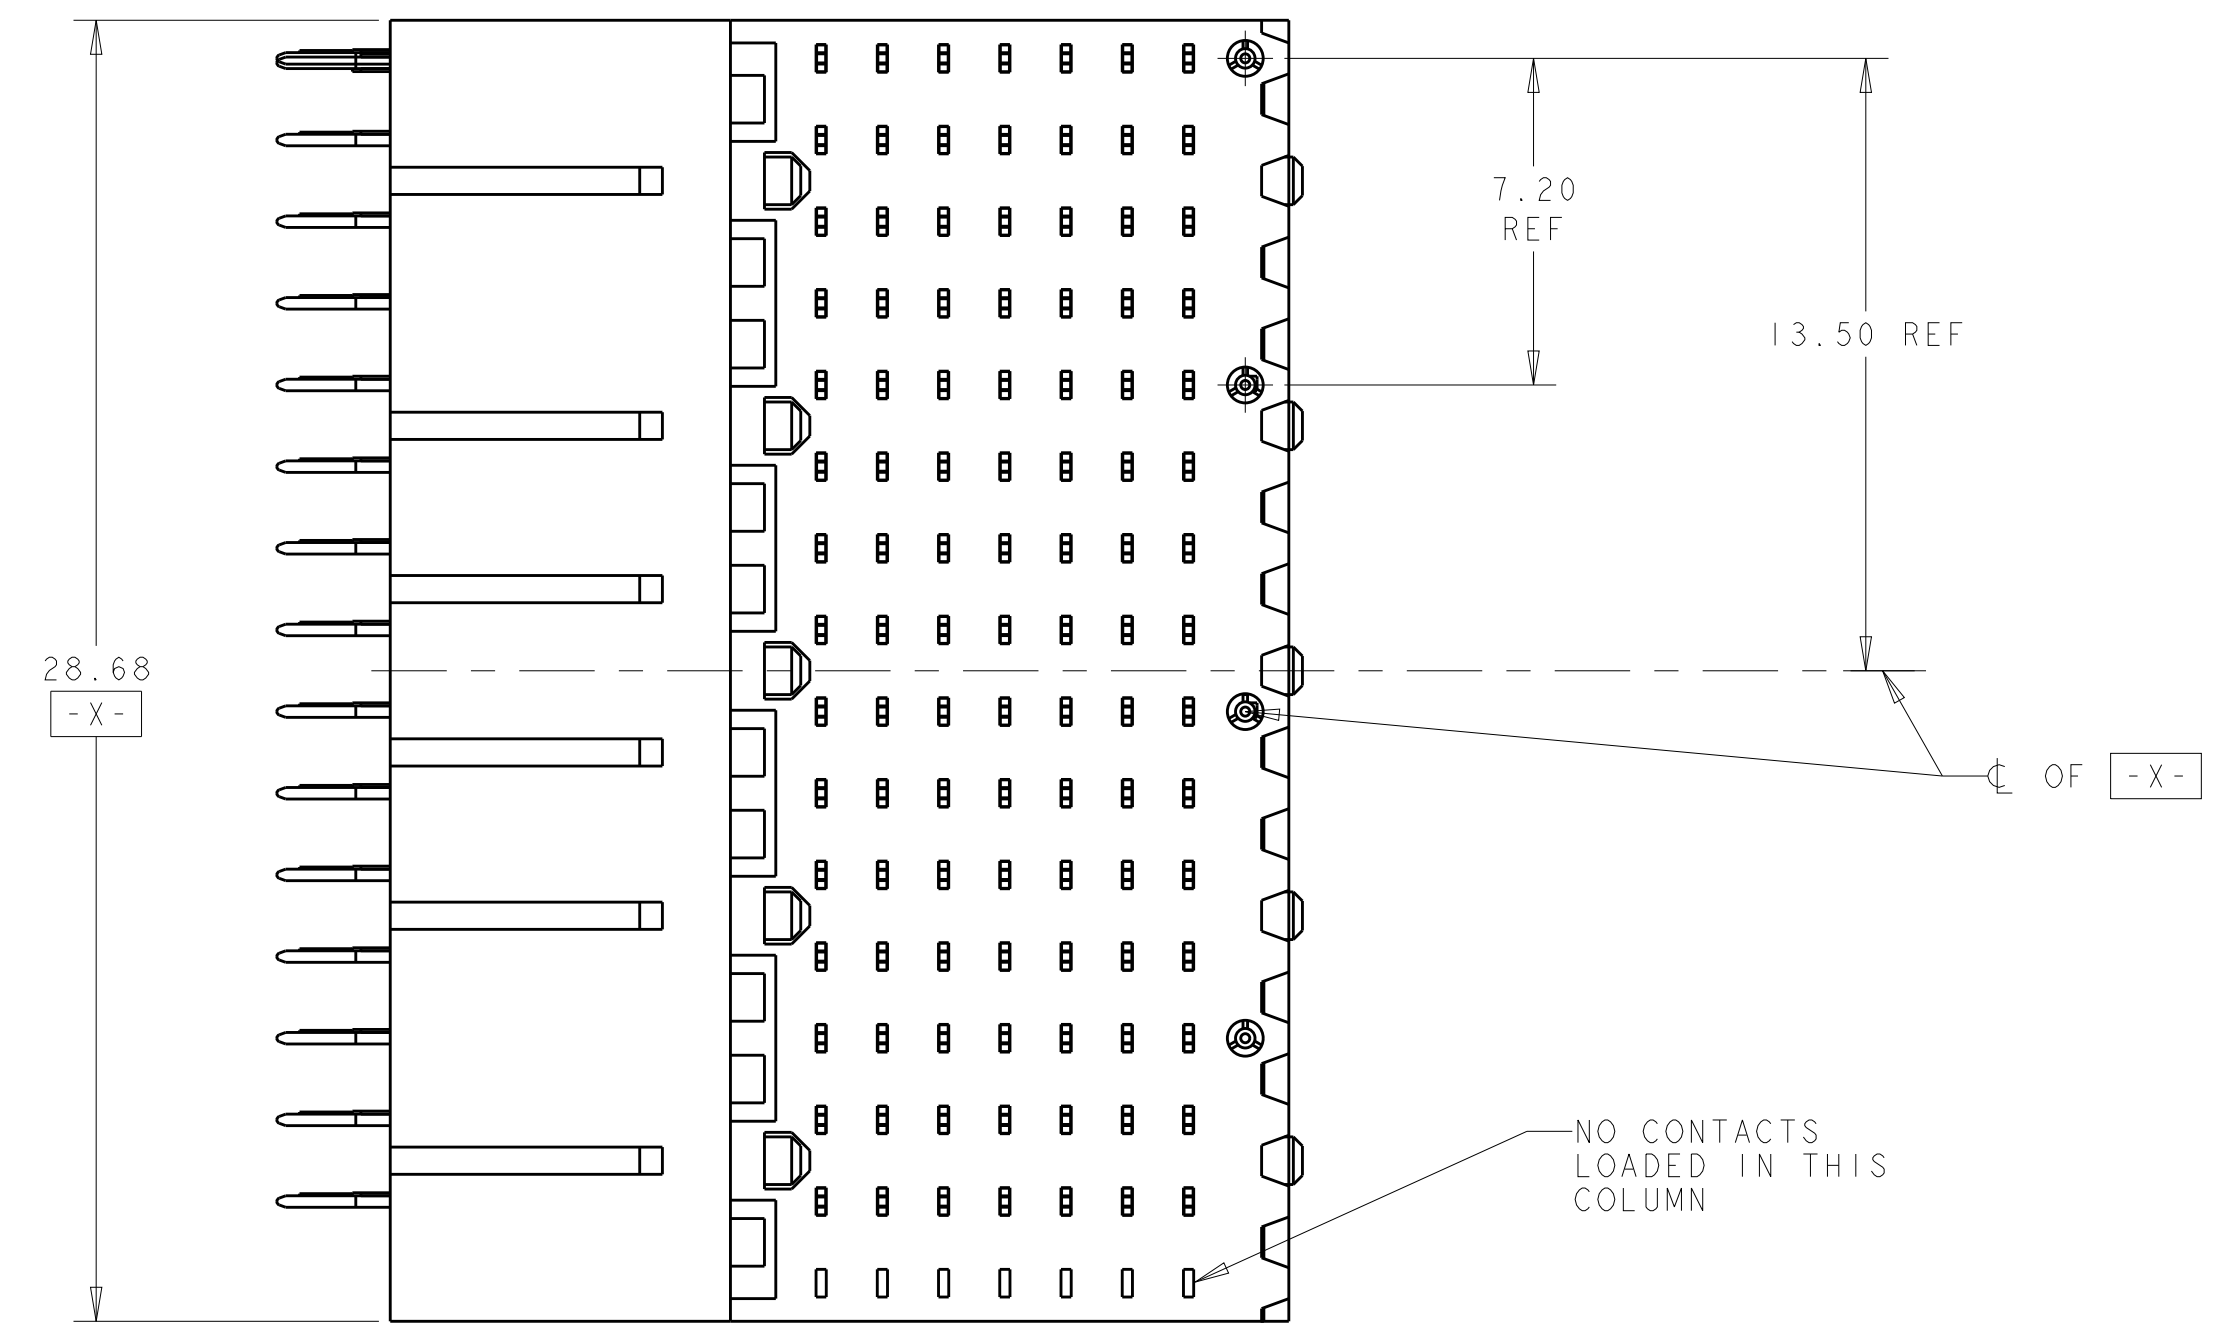 7.20
REF
13.50 REF
28.68
-X-
℄ OF -X-
NO CONTACTS
LOADED IN THIS
COLUMN